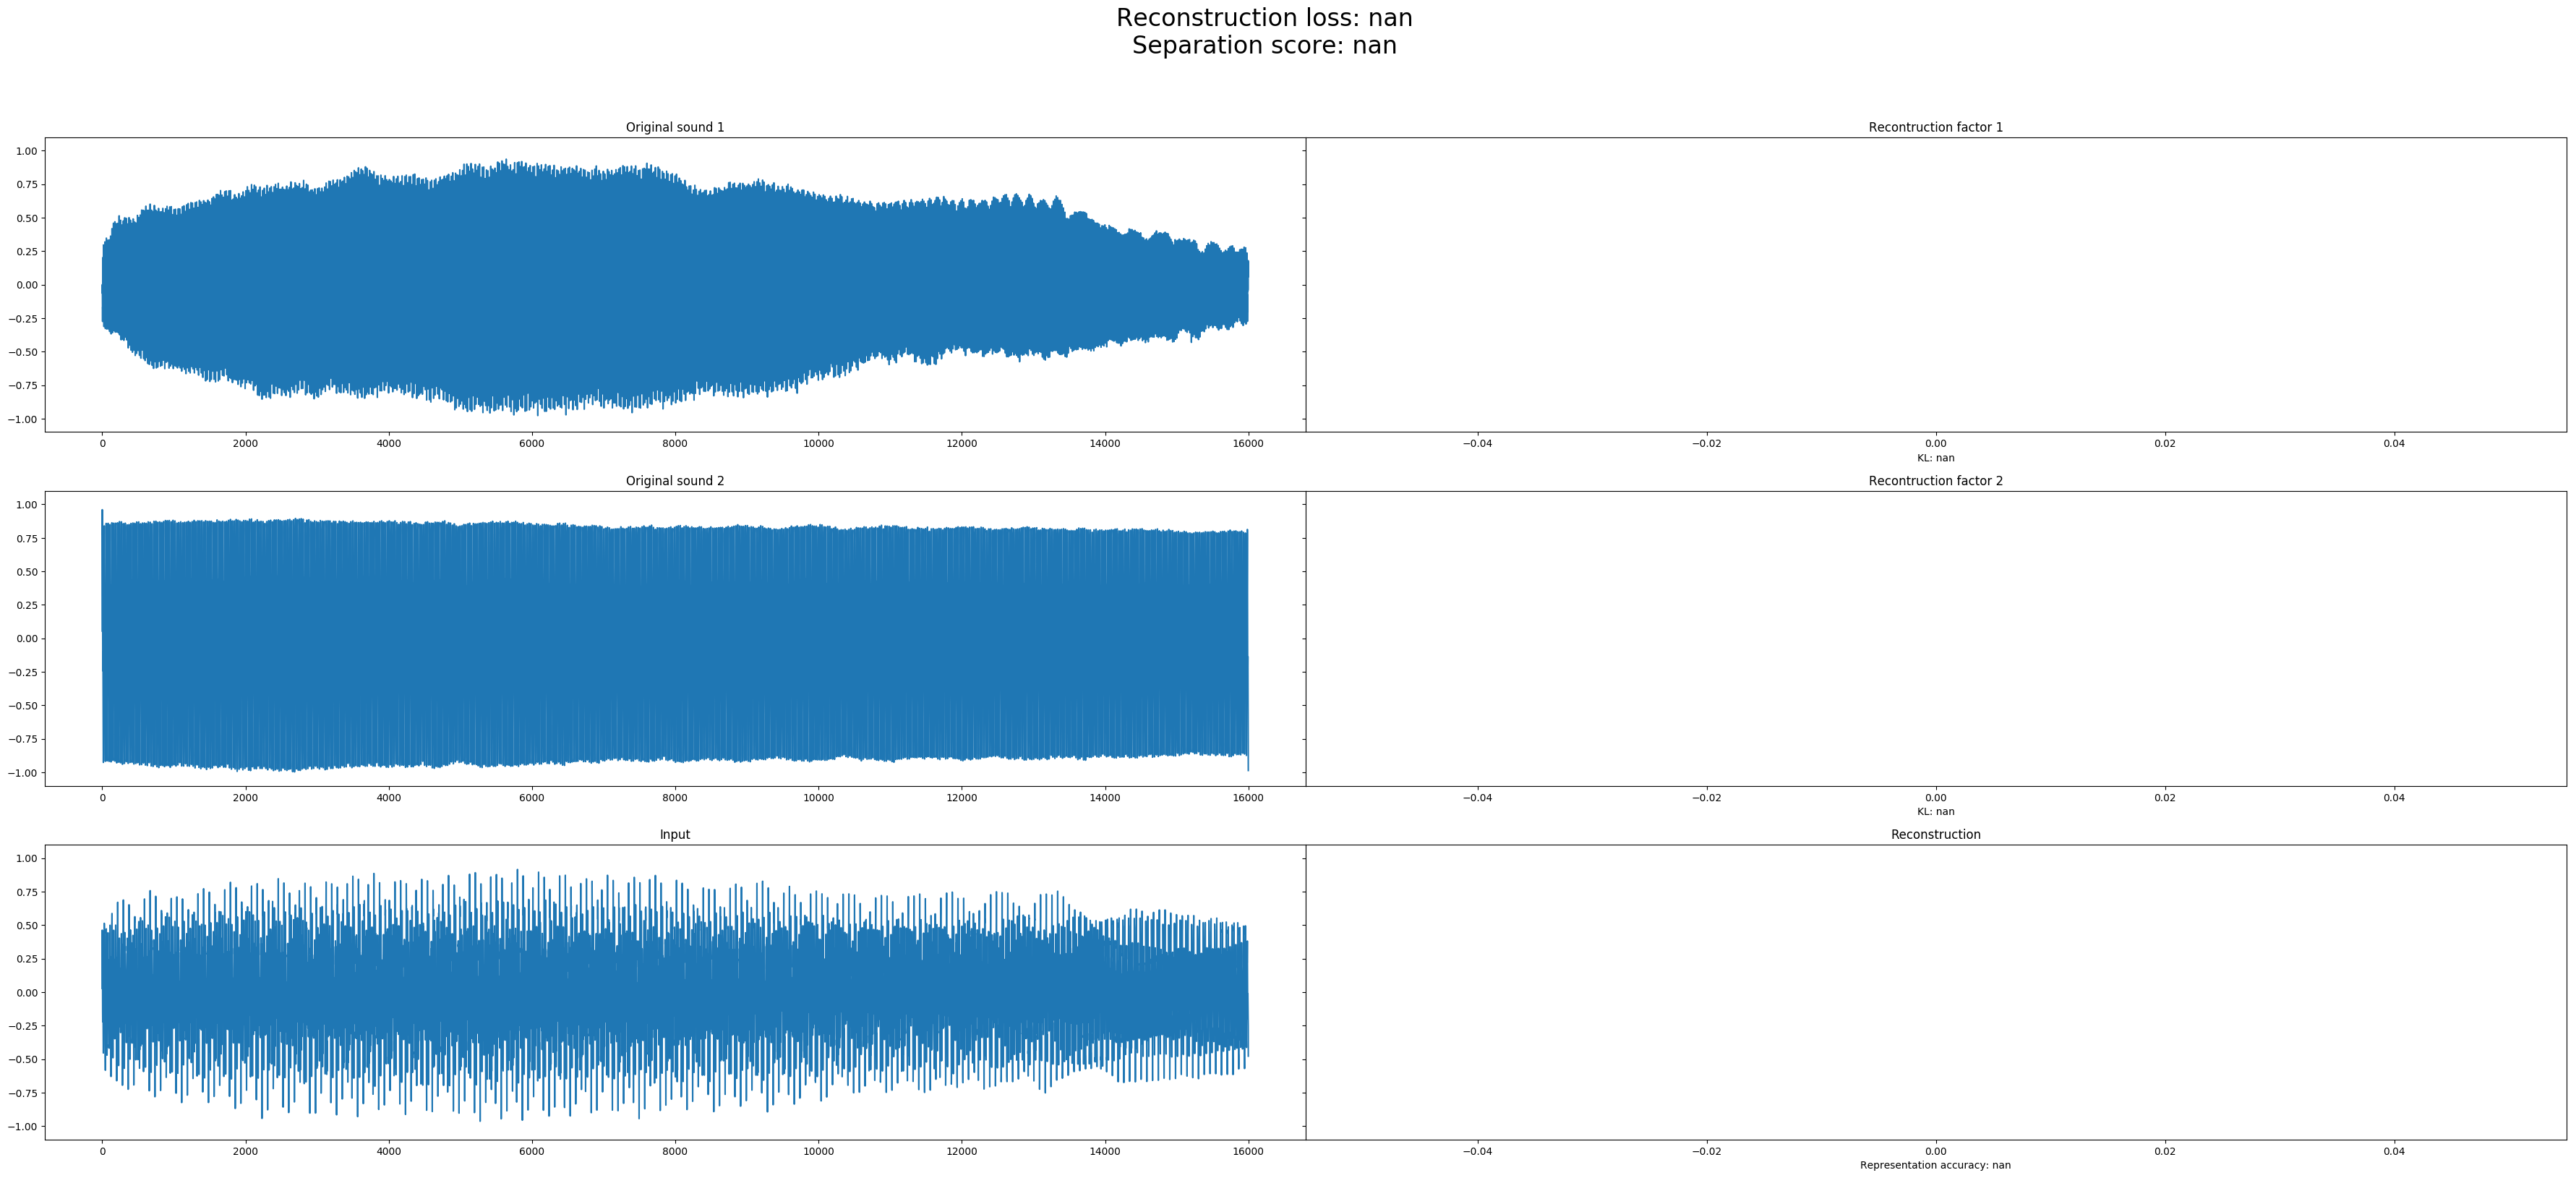 Reconstruction loss: nan
Separation score: nan
Original sound 1
Recontruction factor 1
1.00
0.75
0.50
0.25
0.00
−0.25
−0.50
−0.75
−1.00
0 2000 4000 6000 8000 10000 12000 14000 16000
−0.04 −0.02 0.00 0.02 0.04
KL: nan
Original sound 2
Recontruction factor 2
1.00
0.75
0.50
0.25
0.00
−0.25
−0.50
−0.75
−1.00
0 2000 4000 6000 8000 10000 12000 14000 16000
−0.04 −0.02 0.00 0.02 0.04
KL: nan
Input
Reconstruction
1.00
0.75
0.50
0.25
0.00
−0.25
−0.50
−0.75
−1.00
0 2000 4000 6000 8000 10000 12000 14000 16000
−0.04 −0.02 0.00 0.02 0.04
Representation accuracy: nan